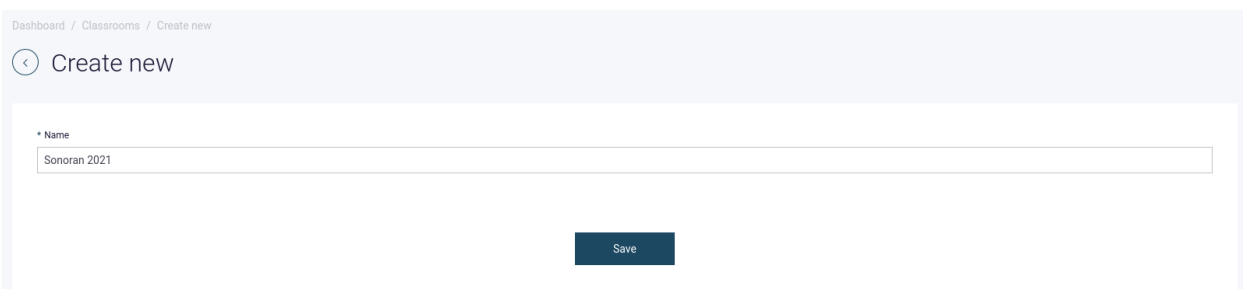 Dashboard / Classrooms / Create new
Create new
* Name
Sonoran 2021
Save